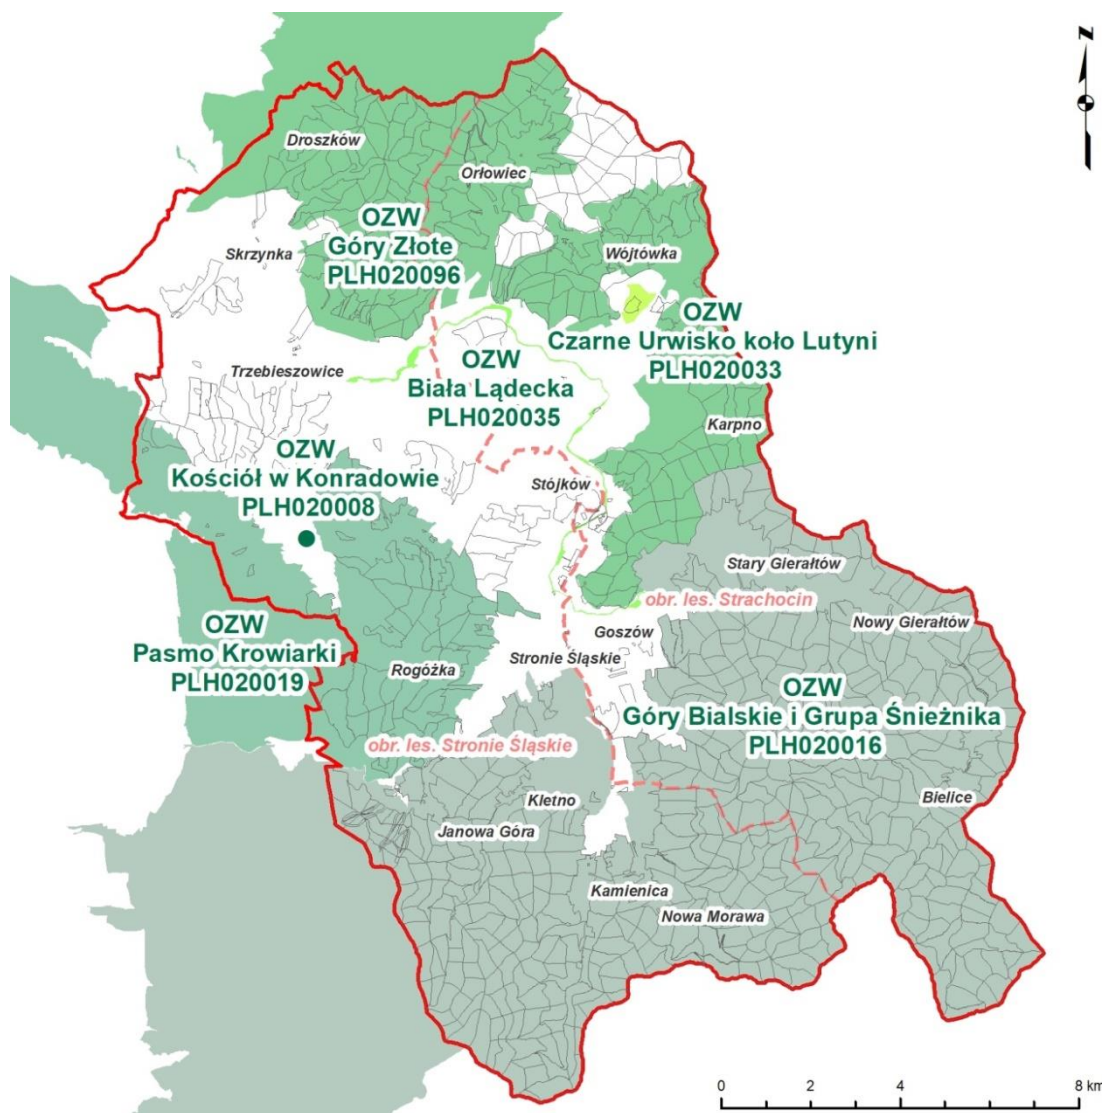 N
Droszków
Orłowiec
OZW
Góry Złote
PLH020096
Skrzynka
Wójtówka
OZW
Czarne Urwisko koło Lutyni
PLH020033
OZW
Biała Lądecka
PLH020035
Trzebieszowice
Karpno
OZW
Kościół w Konradowie
PLH020008
Stójków
Stary Gierałtów
obr. les. Strachocin
Nowy Gierałtów
OZW
Pasmo Krowiarki
PLH020019
Goszów
Stronie Śląskie
Rogóżka
OZW
Góry Bialskie i Grupa Śnieżnika
PLH020016
obr. les. Stronie Śląskie
Kletno
Bielice
Janowa Góra
Kamienica
Nowa Morawa
0 2 4 8 km